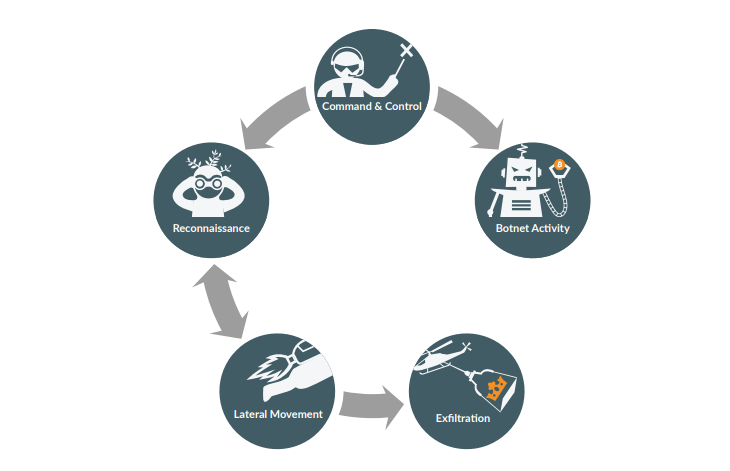 Command & Control
Reconnaissance
Botnet Activity
Lateral Movement
Exfiltration